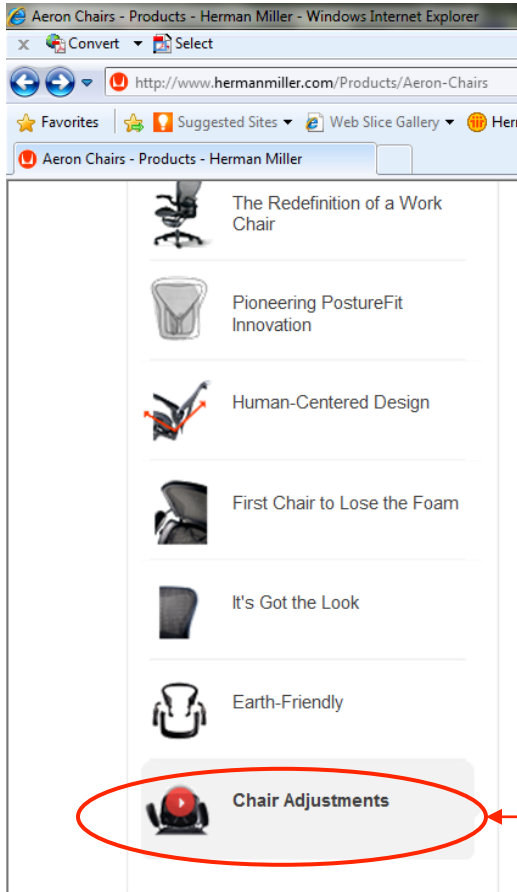 Aeron Chairs - Products - Herman Miller - Windows Internet Explorer
x Convert Select
http://www.hermanmiller.com/Products/Aeron-Chairs
Favorites Suggested Sites Web Slice Gallery Her
Aeron Chairs - Products - Herman Miller
The Redefinition of a Work
Chair
Pioneering PostureFit
Innovation
Human-Centered Design
First Chair to Lose the Foam
It's Got the Look
Earth-Friendly
Chair Adjustments